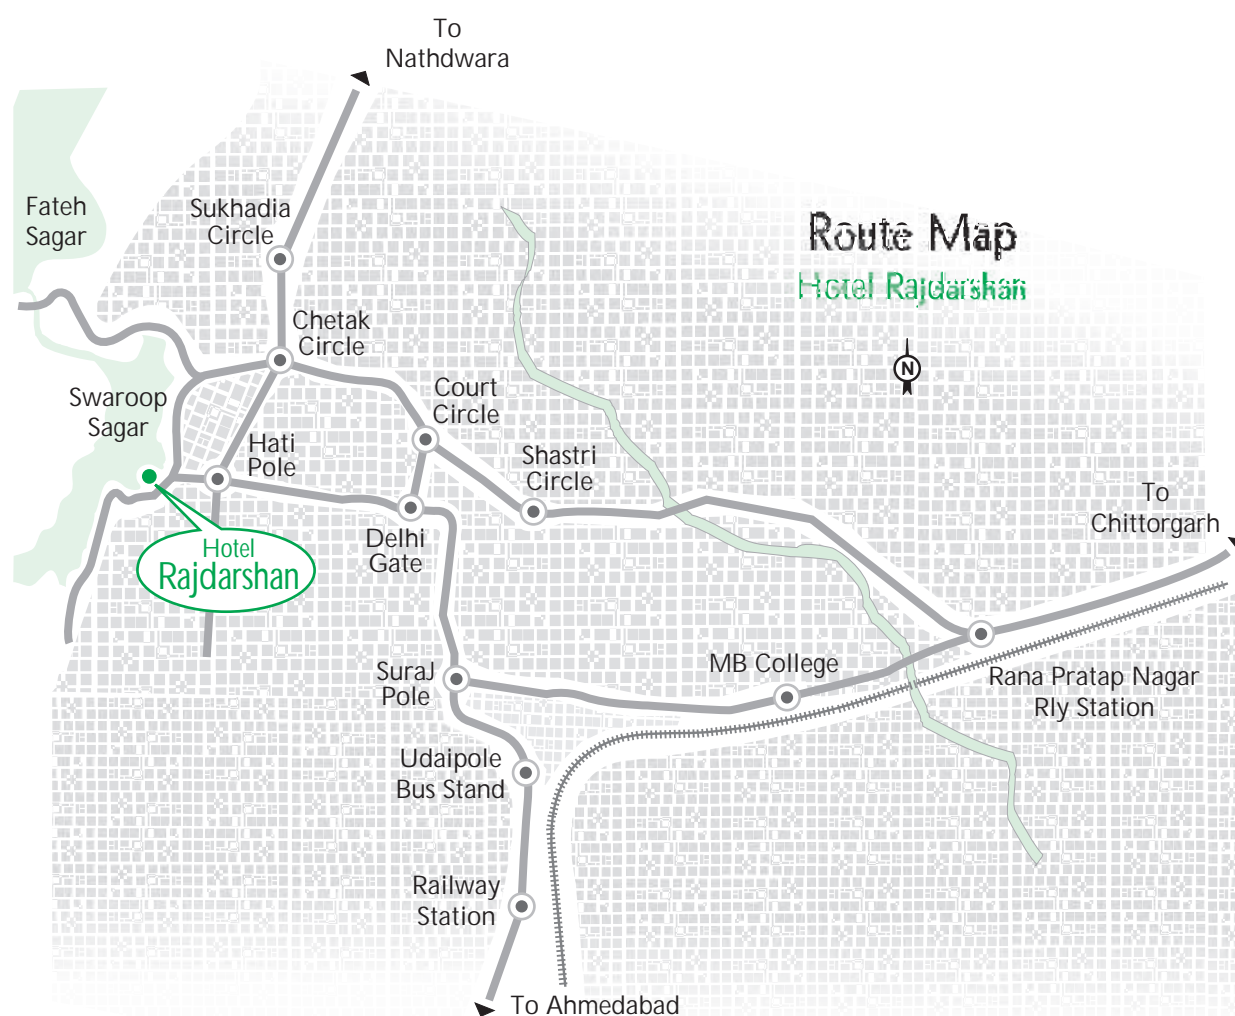 To
Nathdwara
Fateh
Sagar
Sukhadia
Circle
Route Map
Hotel Rajdarshan
Chetak
Circle
N
Swaroop
Sagar
Court
Circle
Hati
Pole
Shastri
Circle
To
Chittorgarh
Delhi
Gate
Hotel
Rajdarshan
SuraJ
Pole
MB College
Rana Pratap Nagar
Rly Station
Udaipole
Bus Stand
Railway
Station
To Ahmedabad